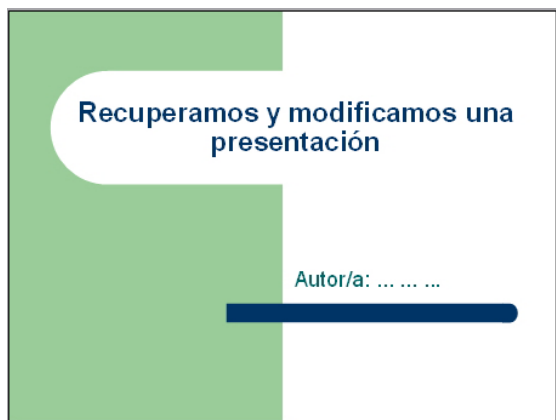 Recuperamos y modificamos una
presentación
Autor/a: ... ... ...